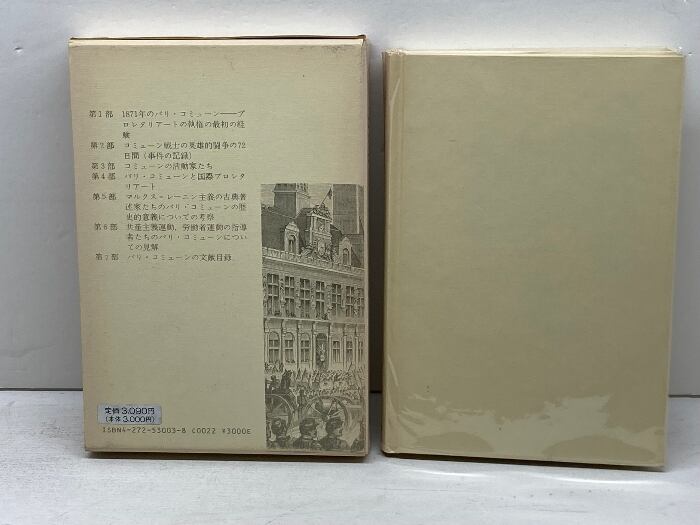 第1部 1871年のパリ・コミューン――プ
ロレタリアートの執権の最初の経
験
第2部 コミューン戦士の英雄的闘争の72
日間(事件の記録)
第3部 コミューンの活動家たち
第4部 パリ・コミューンと国際プロレタ
リアート
第5部 マルクス=レーニン主義の古典著
述家たちのパリ・コミューンの歴
史的意義についての考察
第6部 共産主義運動、労働者運動の指導
者たちのパリ・コミューンについ
ての見解
第7部 パリ・コミューンの文献目録
定価3,090円
(本体3,000円)
ISBN4-272-53003-8 C0022 ¥3000E